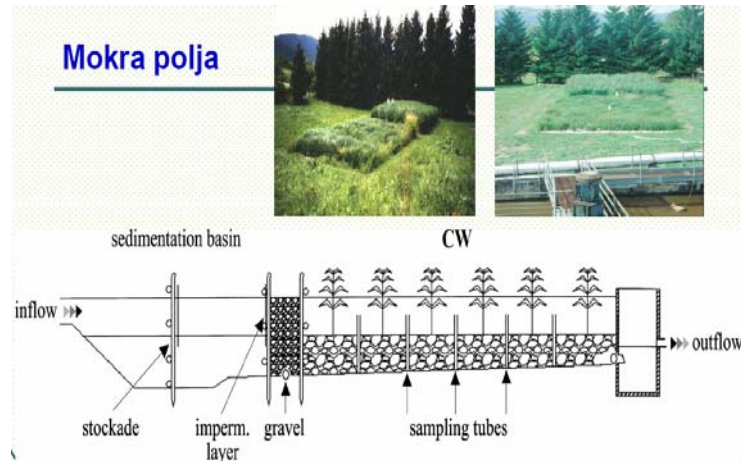 Mokra polja
sedimentation basin
CW
inflow
outflow
stockade
imperm.
layer
gravel
sampling tubes